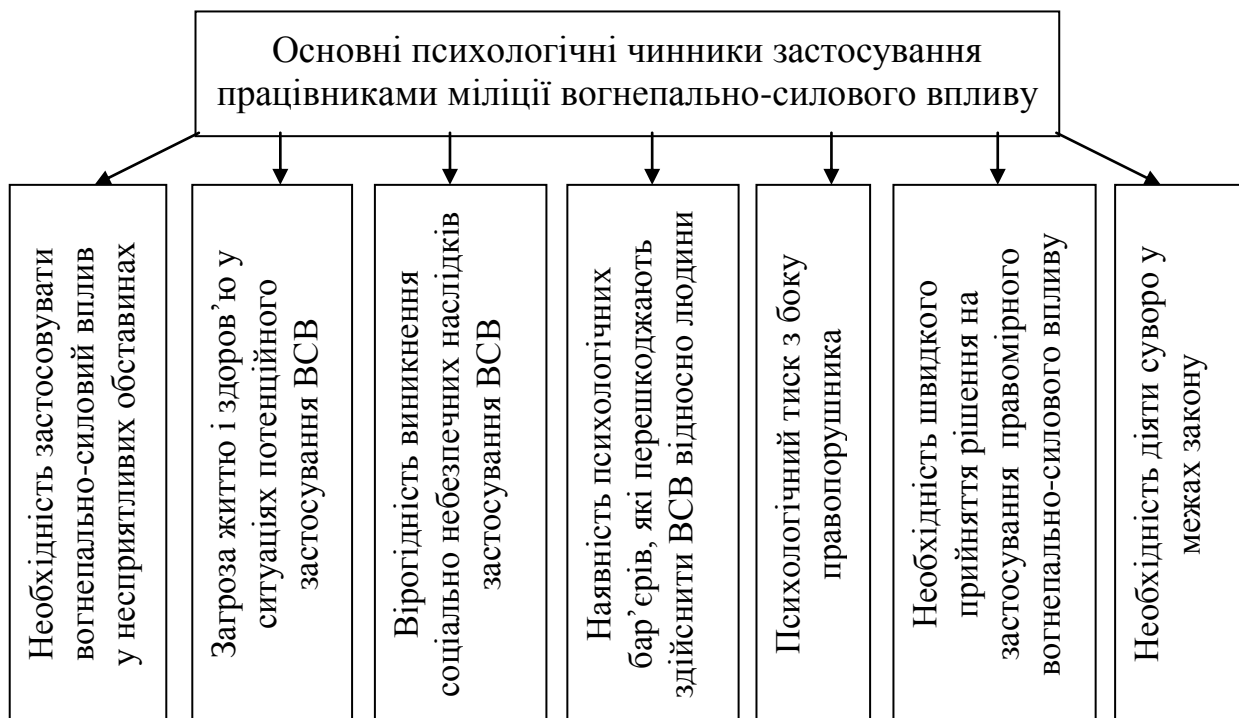 Основні психологічні чинники застосування
працівниками міліції вогнепально-силового впливу
Необхідність застосовувати
вогнепально-силовий вплив
у несприятливих обставинах
Загроза життю і здоров’ю у
ситуаціях потенційного
застосування ВСВ
Вірогідність виникнення
соціально небезпечних наслідків
застосування ВСВ
Наявність психологічних
бар’єрів, які перешкоджають
здійснити ВСВ відносно людини
Психологічний тиск з боку
правопорушника
Необхідність швидкого
прийняття рішення на
застосування правомірного
вогнепально-силового впливу
Необхідність діяти суворо у
межах закону